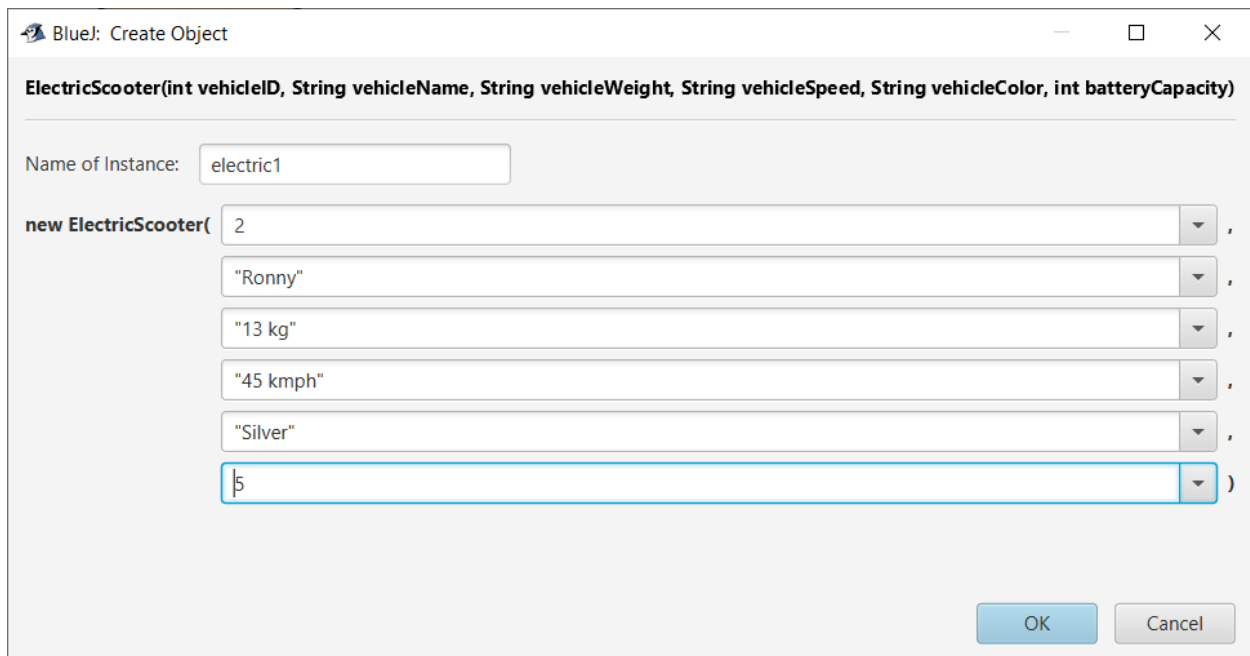 BlueJ: Create Object
ElectricScooter(int vehicleID, String vehicleName, String vehicleWeight, String vehicleSpeed, String vehicleColor, int batteryCapacity)
Name of Instance: electric1
new ElectricScooter( 2 ,
"Ronny" ,
"13 kg" ,
"45 kmph" ,
"Silver" ,
5 )
OK Cancel